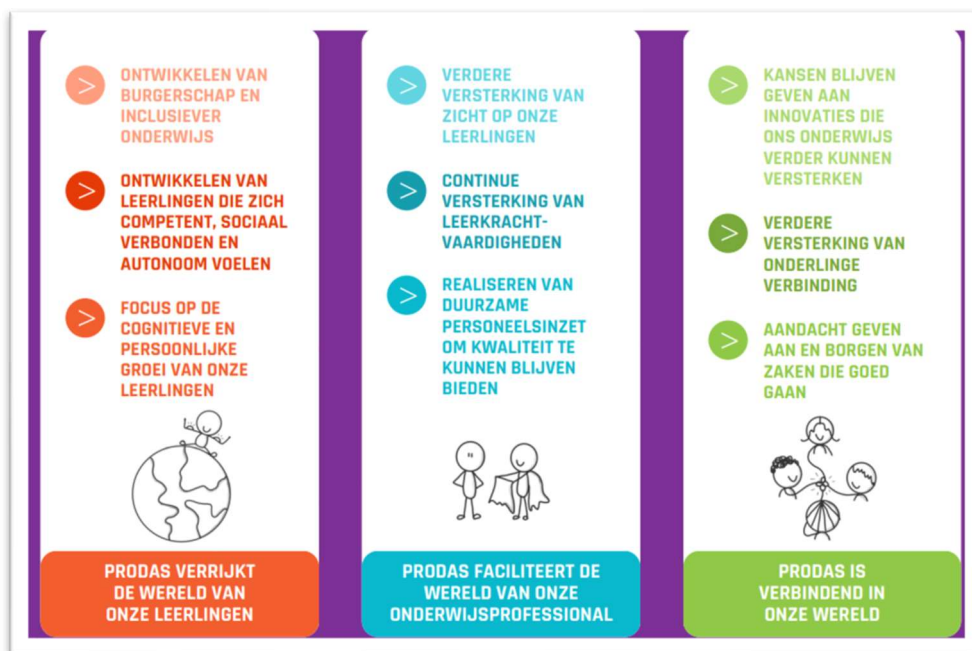 ONTWIKKELEN VAN
BURGERSCHAP EN
INCLUSIEVER
ONDERWIJS
ONTWIKKELEN VAN
LEERLINGEN DIE ZICH
COMPETENT, SOCIAAL
VERBONDEN EN
AUTONOOM VOELEN
FOCUS OP DE
COGNITIEVE EN
PERSOONLIJKE
GROEI VAN ONZE
LEERLINGEN
PRODAS VERRIJKT
DE WERELD VAN
ONZE LEERLINGEN
VERDERE
VERSTERKING VAN
ZICHT OP ONZE
LEERLINGEN
CONTINUE
VERSTERKING VAN
LEERKRACHT-
VAARDIGHEDEN
REALISEREN VAN
DUURZAME
PERSONEELSINZET
OM KWALITEIT TE
KUNNEN BLIJVEN
BIEDEN
PRODAS FACILITEERT DE
WERELD VAN ONZE
ONDERWIJSPROFESSIONAL
KANSEN BLIJVEN
GEVEN AAN
INNOVATIES DIE
ONS ONDERWIJS
VERDER KUNNEN
VERSTERKEN
VERDERE
VERSTERKING VAN
ONDERLINGE
VERBINDING
AANDACHT GEVEN
AAN EN BORGEN VAN
ZAKEN DIE GOED
GAAN
PRODAS IS
VERBINDEND IN
ONZE WERELD